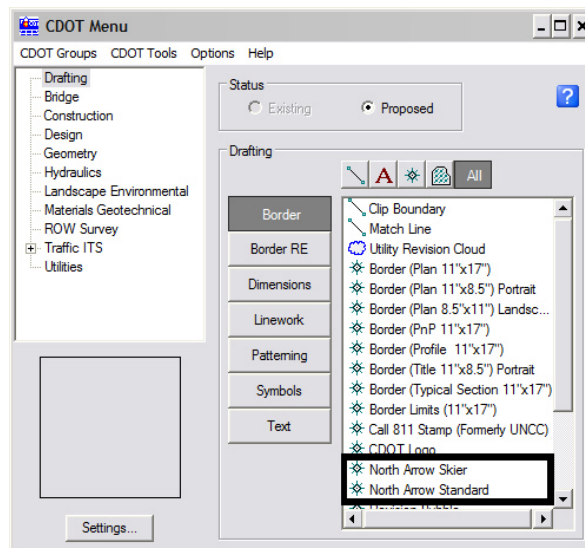 CDOT Menu
CDOT Groups CDOT Tools Options Help
Drafting
Bridge
Construction
Design
Geometry
Hydraulics
Landscape Environmental
Materials Geotechnical
ROW Survey
Traffic ITS
Utilities
Settings...
Status
Existing
Proposed
?
Drafting
A
All
Border
Border RE
Dimensions
Linework
Patterning
Symbols
Text
Clip Boundary
Match Line
Utility Revision Cloud
Border (Plan 11"x17")
Border (Plan 11"x8.5") Portrait
Border (Plan 8.5"x11") Landsc...
Border (PnP 11"x17")
Border (Profile 11"x17")
Border (Title 11"x8.5") Portrait
Border (Typical Section 11"x17")
Border Limits (11"x17")
Call 811 Stamp (Formerly UNCC)
CDOT Logo
North Arrow Skier
North Arrow Standard